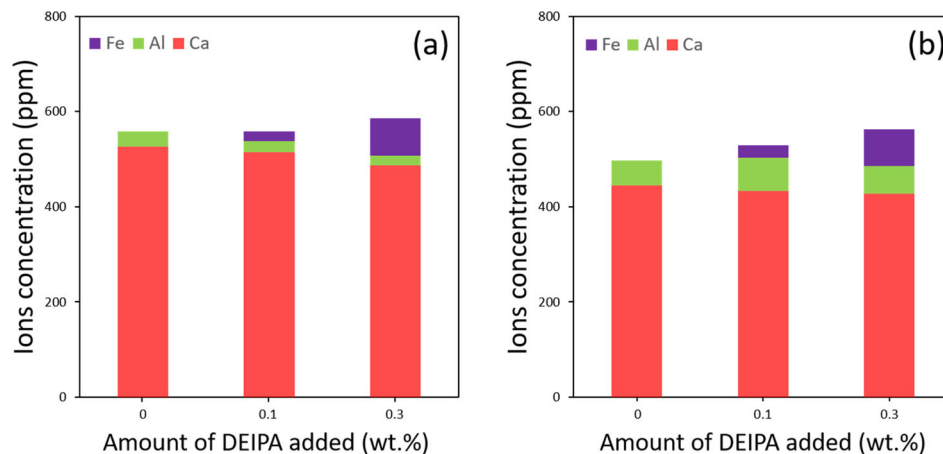 800
600
400
200
0
Ions concentration (ppm)
Fe Al Ca
(a)
0 0.1 0.3
Amount of DEIPA added (wt.%)
800
600
400
200
0
Ions concentration (ppm)
Fe Al Ca
(b)
0 0.1 0.3
Amount of DEIPA added (wt.%)